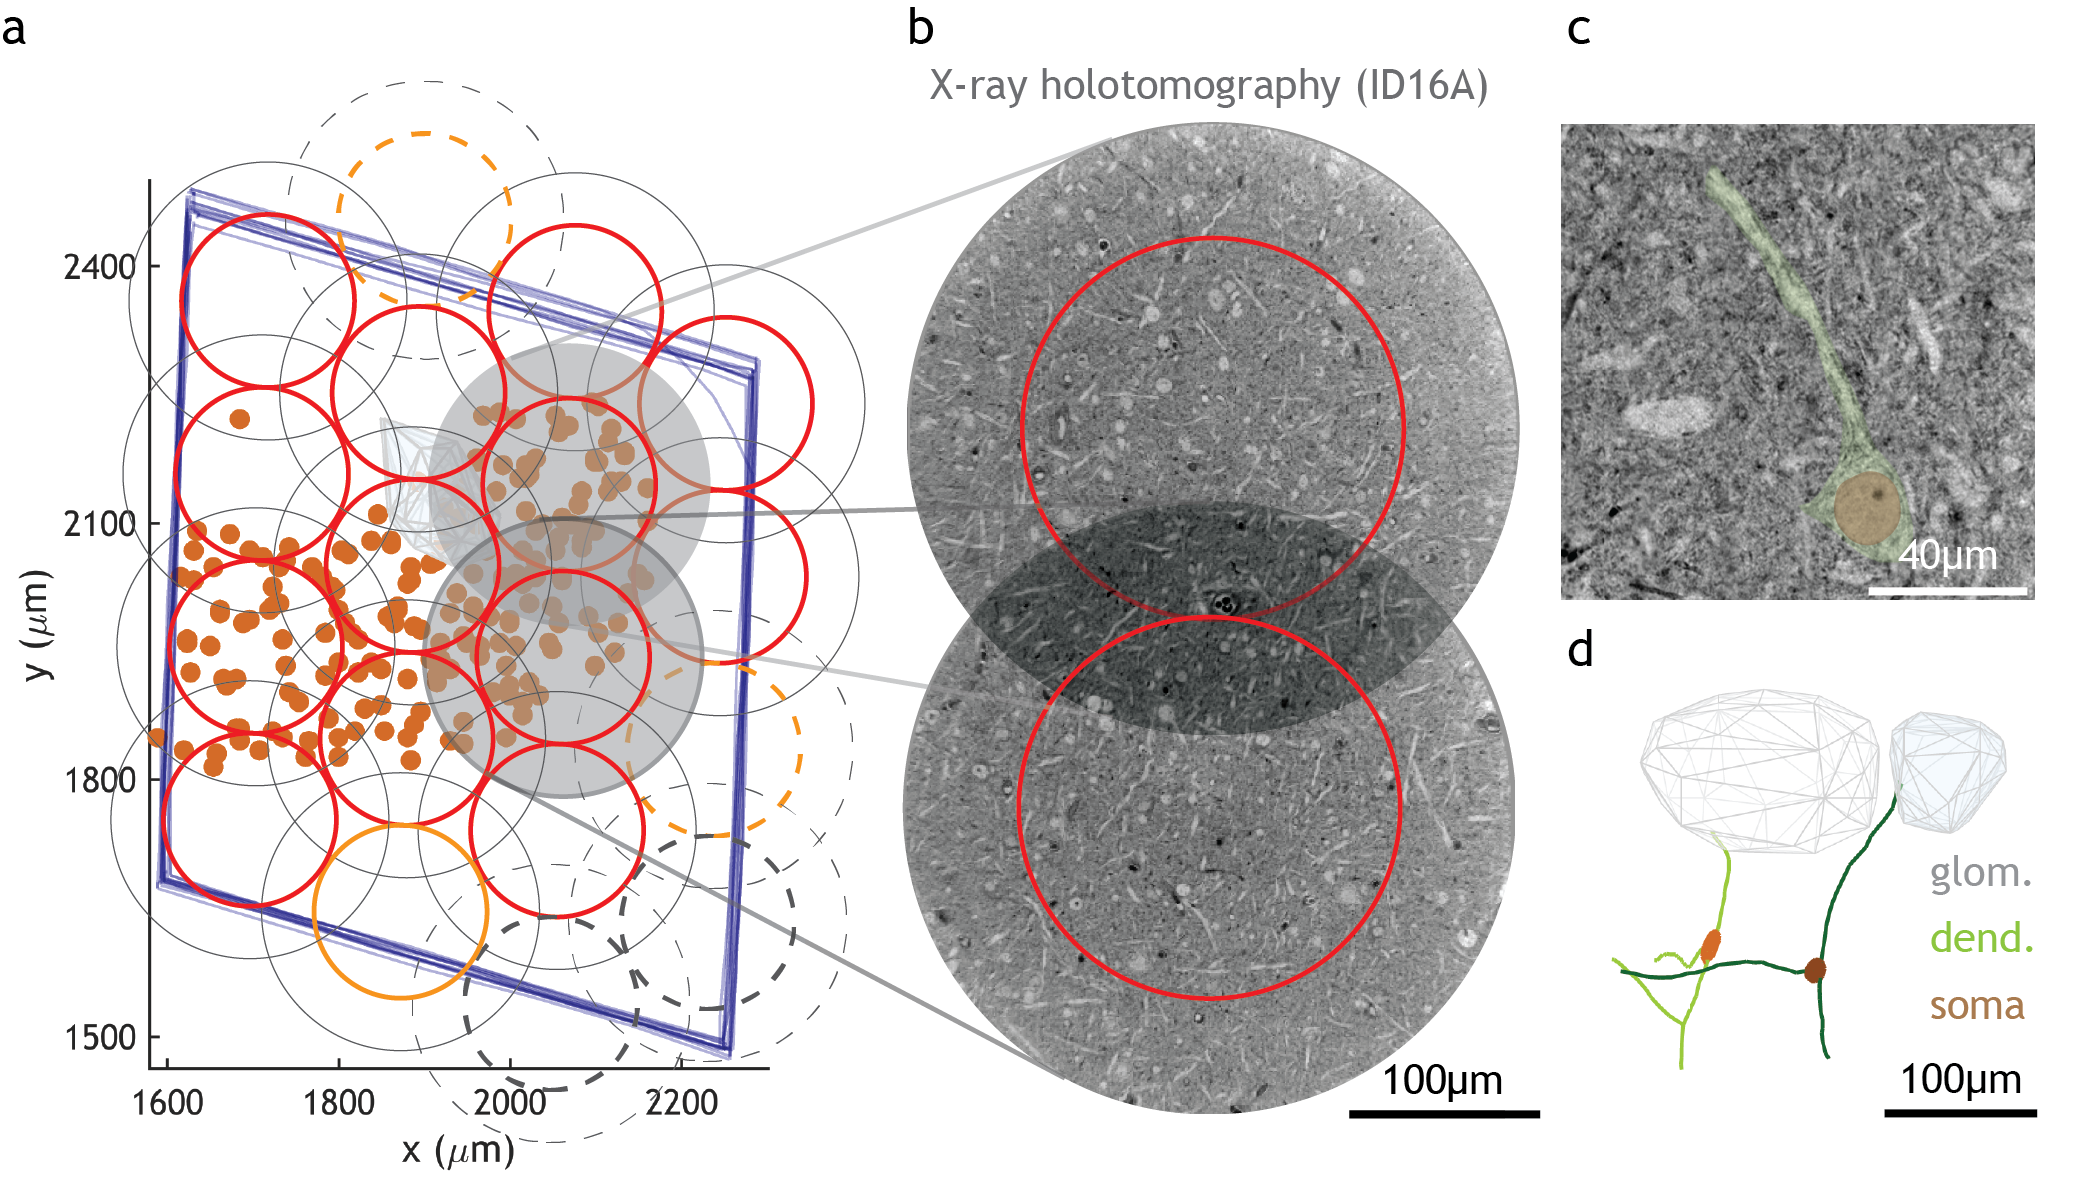 a
2400
2100
1800
1500
y (μm)
1600
1800
2000
2200
x (μm)
b
X-ray holotomography (ID16A)
100μm
c
40μm
d
glom.
dend.
soma
100μm